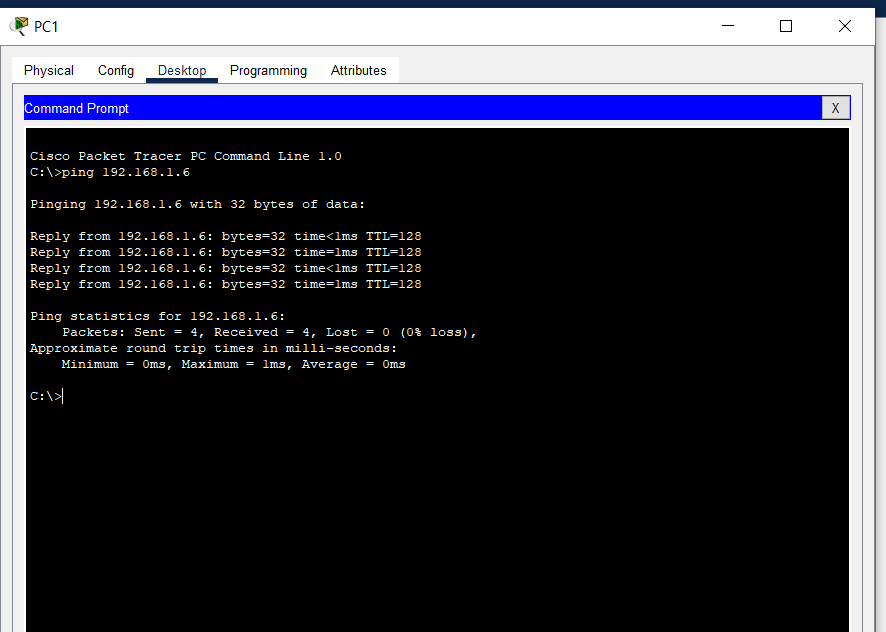 PC1
Physical Config Desktop Programming Attributes
Command Prompt X
Cisco Packet Tracer PC Command Line 1.0
C:\>ping 192.168.1.6
Pinging 192.168.1.6 with 32 bytes of data:
Reply from 192.168.1.6: bytes=32 time<1ms TTL=128
Reply from 192.168.1.6: bytes=32 time=1ms TTL=128
Reply from 192.168.1.6: bytes=32 time<1ms TTL=128
Reply from 192.168.1.6: bytes=32 time=1ms TTL=128
Ping statistics for 192.168.1.6:
Packets: Sent = 4, Received = 4, Lost = 0 (0% loss),
Approximate round trip times in milli-seconds:
Minimum = 0ms, Maximum = 1ms, Average = 0ms
C:\>